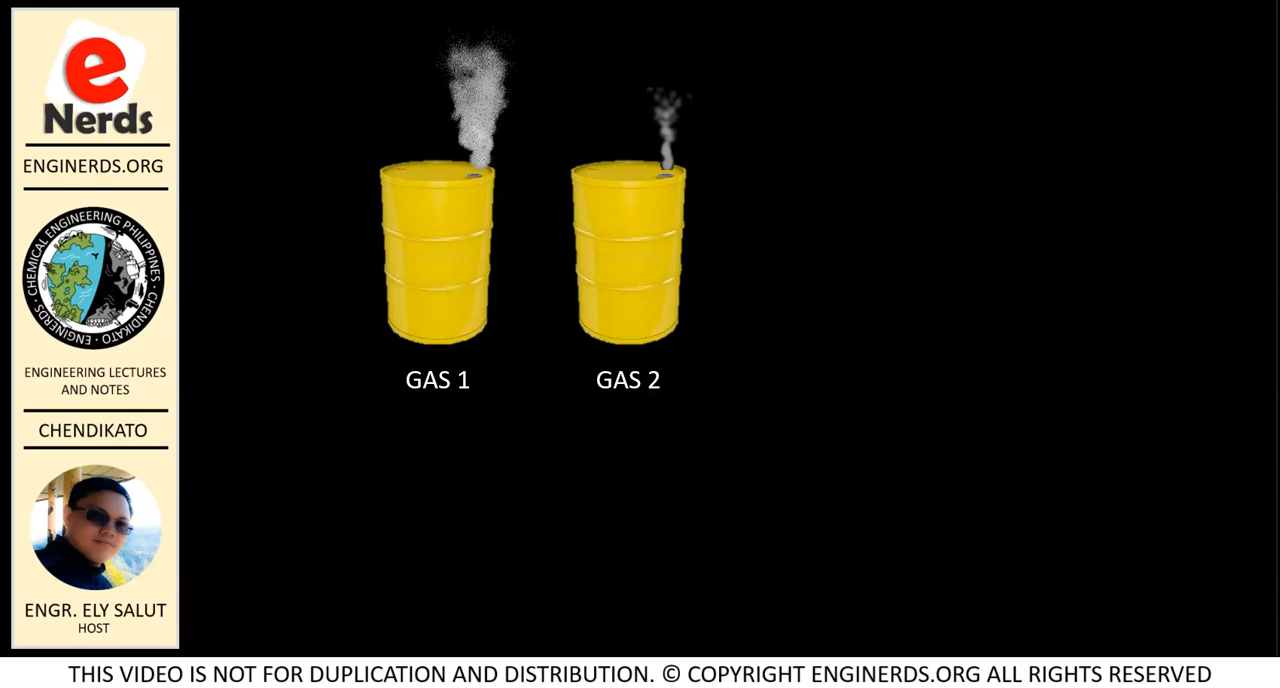 e
Nerds
ENGINERDS.ORG
CHEMICAL ENGINEERING PHILIPPINES · CHENDIKATO · ENGINERDS ·
ENGINEERING LECTURES
AND NOTES
CHENDIKATO
ENGR. ELY SALUT
HOST
GAS 1
GAS 2
THIS VIDEO IS NOT FOR DUPLICATION AND DISTRIBUTION. © COPYRIGHT ENGINERDS.ORG ALL RIGHTS RESERVED